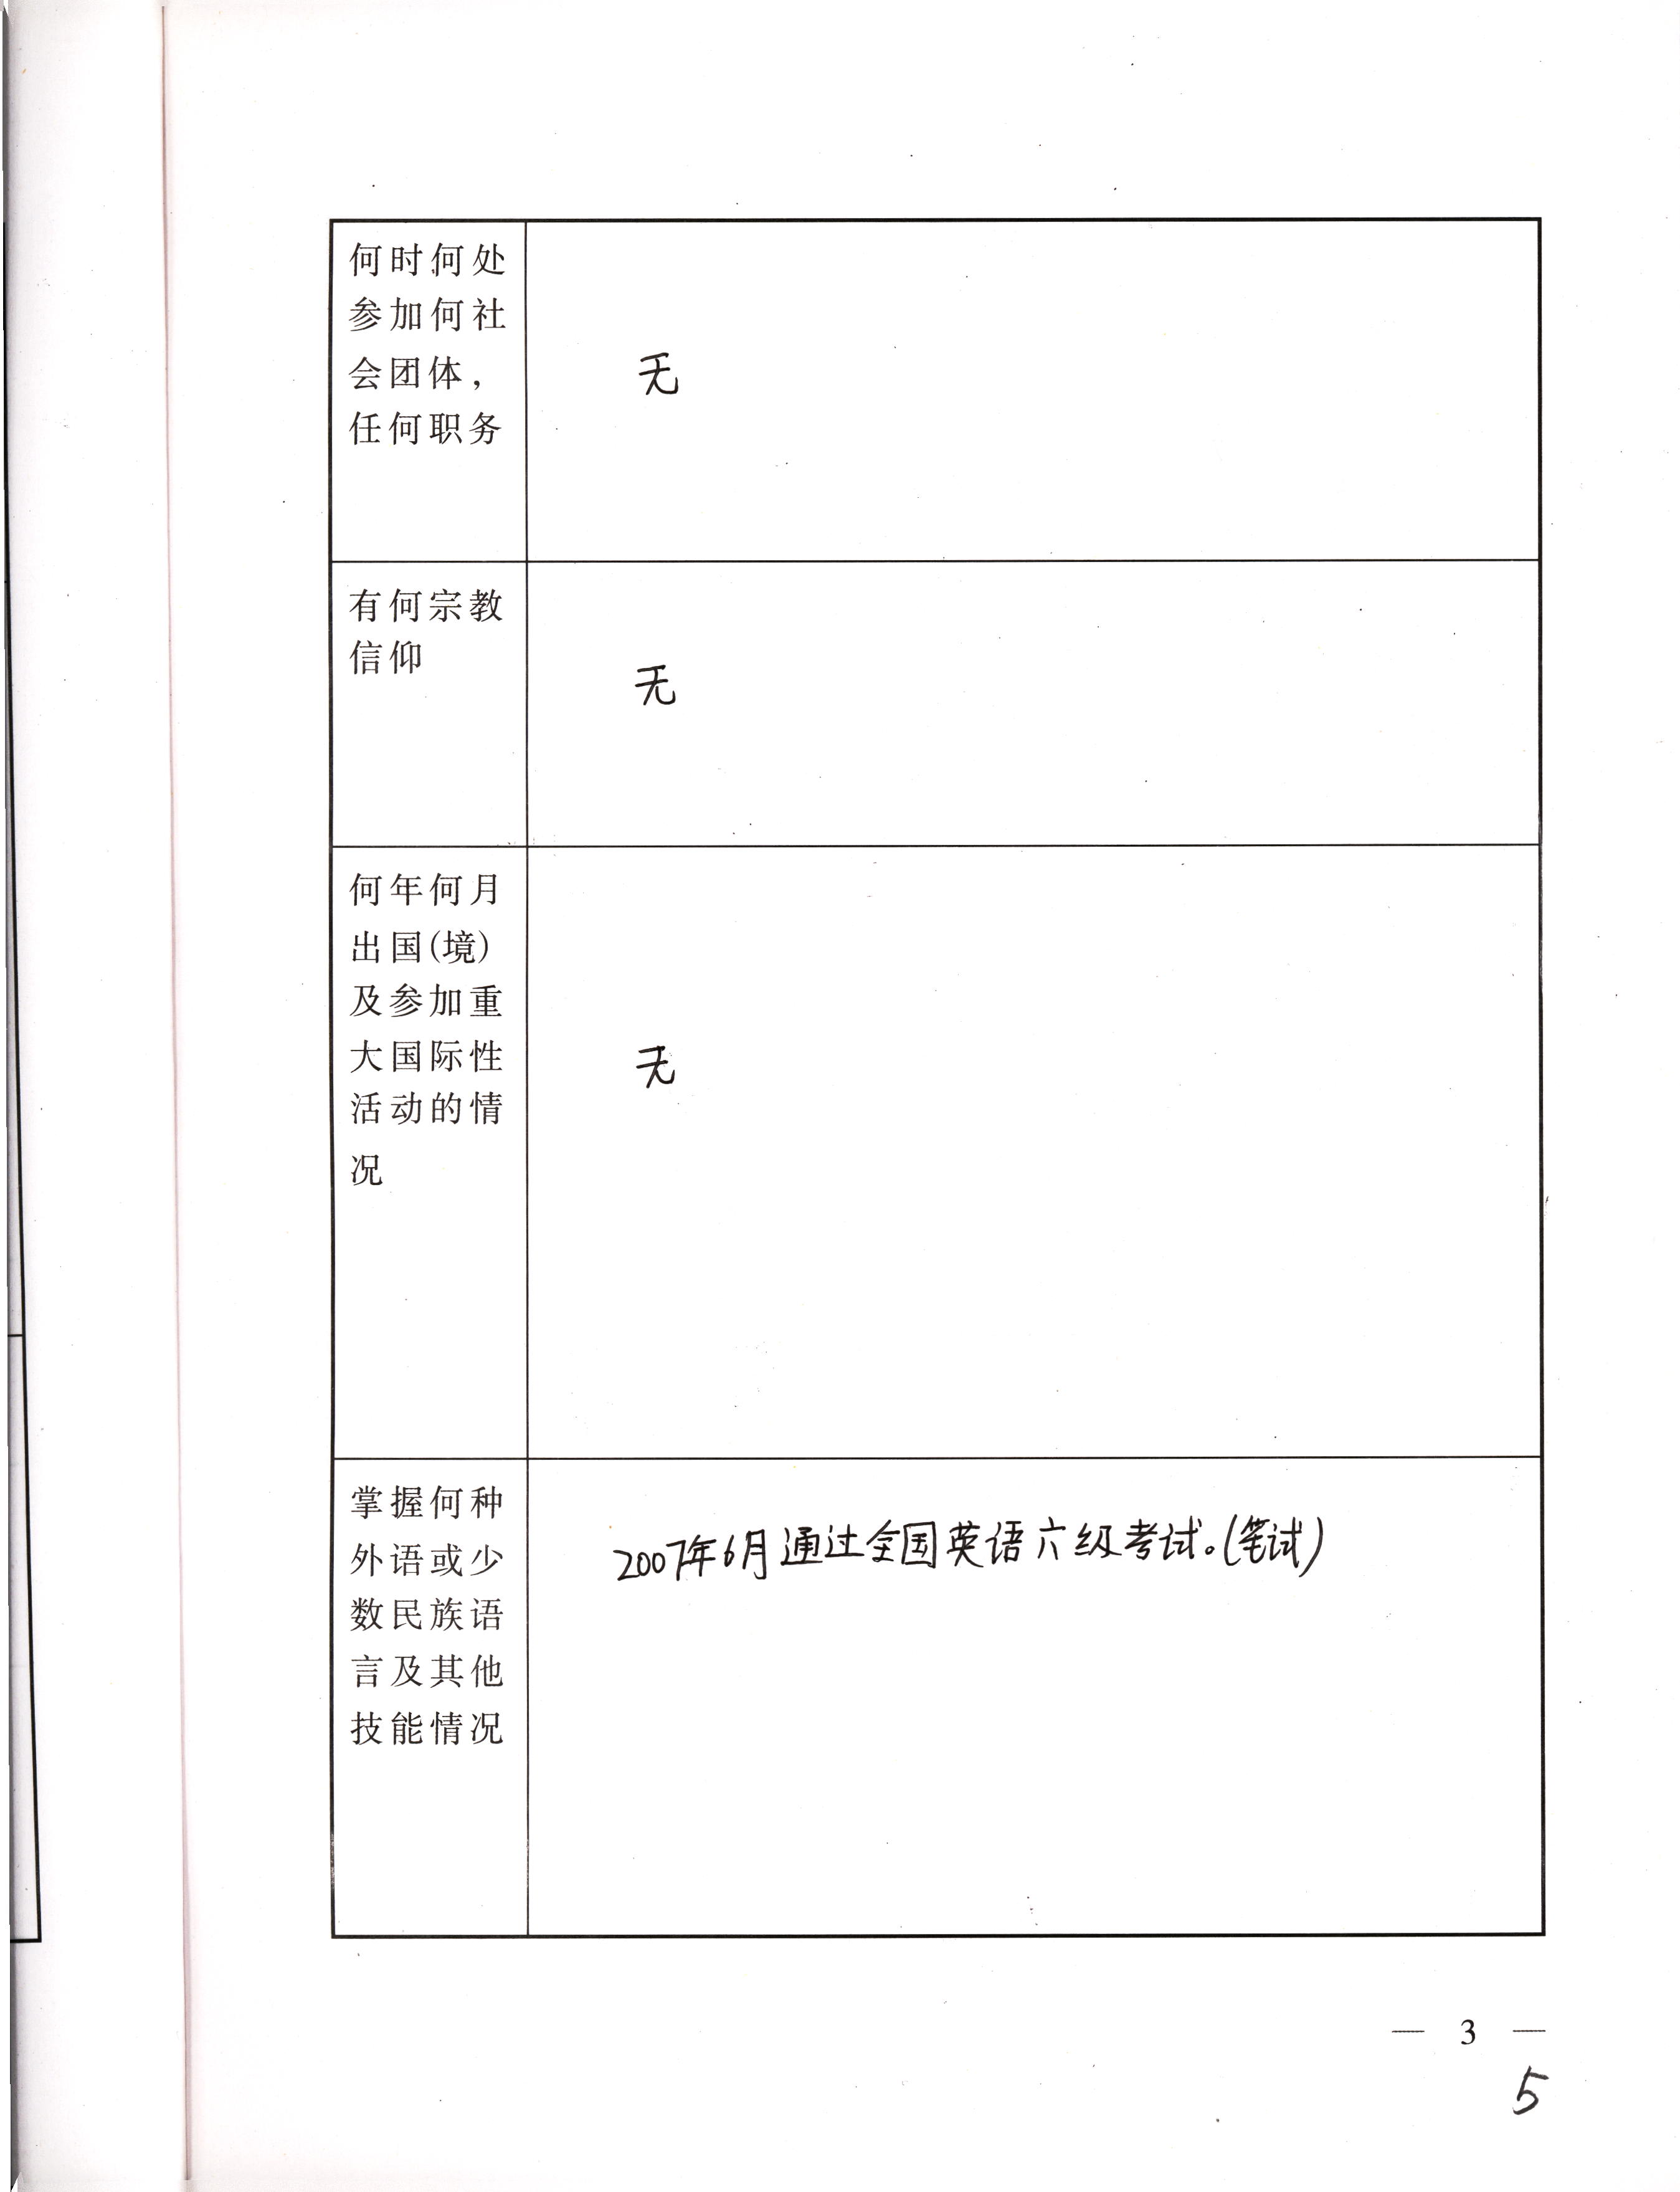 何时何处
参加何社
会团体，
任何职务
无
有何宗教
信仰
无
何年何月
出国(境)
及参加重
大国际性
活动的情
况
无
掌握何种
外语或少
数民族语
言及其他
技能情况
2007年6月通过全国英语六级考试。(笔试)
— 3 —
5